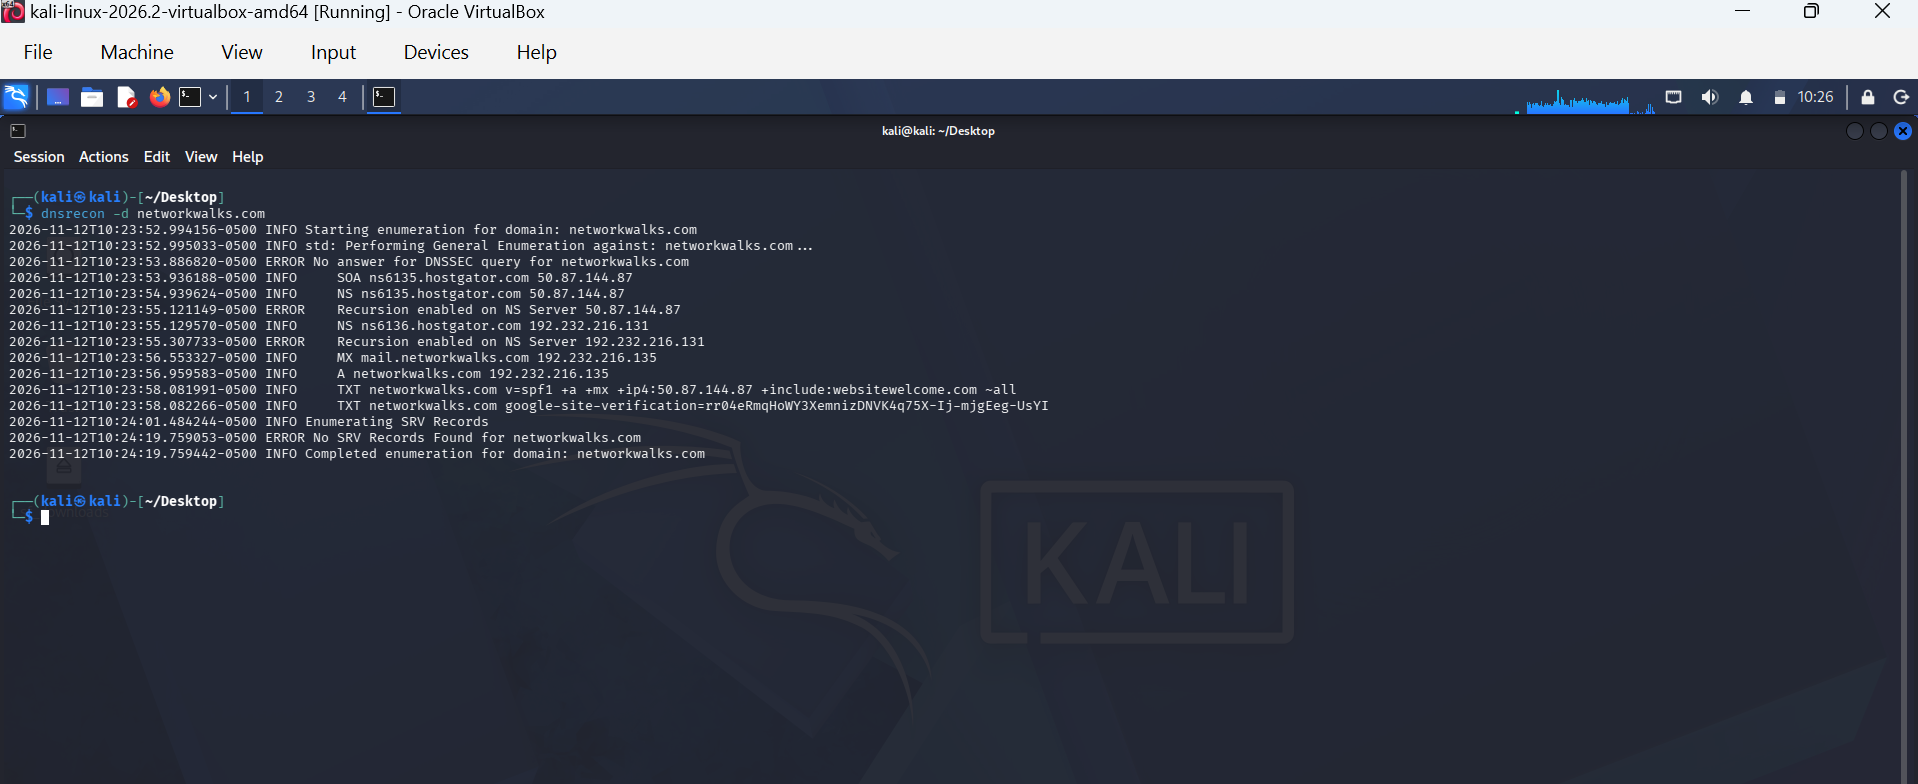 kali-linux-2026.2-virtualbox-amd64 [Running] - Oracle VirtualBox
File Machine View Input Devices Help
1 2 3 4 10:26
kali@kali: ~/Desktop
Session Actions Edit View Help
┌──(kali㉿kali)-[~/Desktop]
└─$ dnsrecon -d networkwalks.com
2026-11-12T10:23:52.994156-0500 INFO Starting enumeration for domain: networkwalks.com
2026-11-12T10:23:52.995033-0500 INFO std: Performing General Enumeration against: networkwalks.com...
2026-11-12T10:23:53.886820-0500 ERROR No answer for DNSSEC query for networkwalks.com
2026-11-12T10:23:53.936188-0500 INFO     SOA ns6135.hostgator.com 50.87.144.87
2026-11-12T10:23:54.939624-0500 INFO     NS ns6135.hostgator.com 50.87.144.87
2026-11-12T10:23:55.121149-0500 ERROR    Recursion enabled on NS Server 50.87.144.87
2026-11-12T10:23:55.129570-0500 INFO     NS ns6136.hostgator.com 192.232.216.131
2026-11-12T10:23:55.307733-0500 ERROR    Recursion enabled on NS Server 192.232.216.131
2026-11-12T10:23:56.553327-0500 INFO     MX mail.networkwalks.com 192.232.216.135
2026-11-12T10:23:56.959583-0500 INFO     A networkwalks.com 192.232.216.135
2026-11-12T10:23:58.081991-0500 INFO     TXT networkwalks.com v=spf1 +a +mx +ip4:50.87.144.87 +include:websitewelcome.com ~all
2026-11-12T10:23:58.082266-0500 INFO     TXT networkwalks.com google-site-verification=rr04eRmqHoWY3XemnizDNVK4q75X-Ij-mjgEeg-UsYI
2026-11-12T10:24:01.484244-0500 INFO Enumerating SRV Records
2026-11-12T10:24:19.759053-0500 ERROR No SRV Records Found for networkwalks.com
2026-11-12T10:24:19.759442-0500 INFO Completed enumeration for domain: networkwalks.com
┌──(kali㉿kali)-[~/Desktop]
└─$
KALI